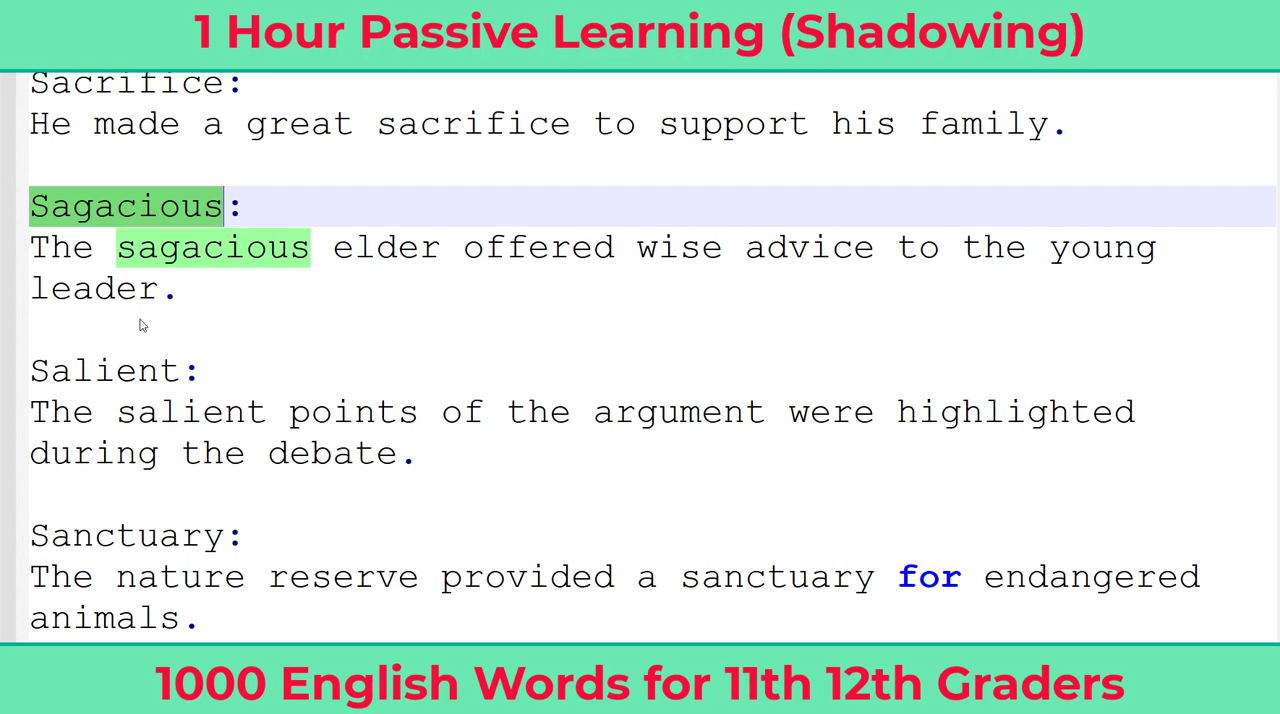 1 Hour Passive Learning (Shadowing)
Sacrifice:
He made a great sacrifice to support his family.
Sagacious:
The sagacious elder offered wise advice to the young
leader.
Salient:
The salient points of the argument were highlighted
during the debate.
Sanctuary:
The nature reserve provided a sanctuary for endangered
animals.
1000 English Words for 11th 12th Graders